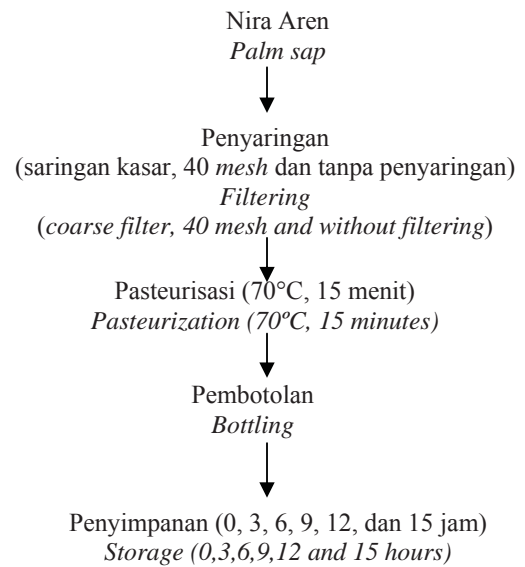 Nira Aren
Palm sap
Penyaringan
(saringan kasar, 40 mesh dan tanpa penyaringan)
Filtering
(coarse filter, 40 mesh and without filtering)
Pasteurisasi (70°C, 15 menit)
Pasteurization (70ºC, 15 minutes)
Pembotolan
Bottling
Penyimpanan (0, 3, 6, 9, 12, dan 15 jam)
Storage (0,3,6,9,12 and 15 hours)